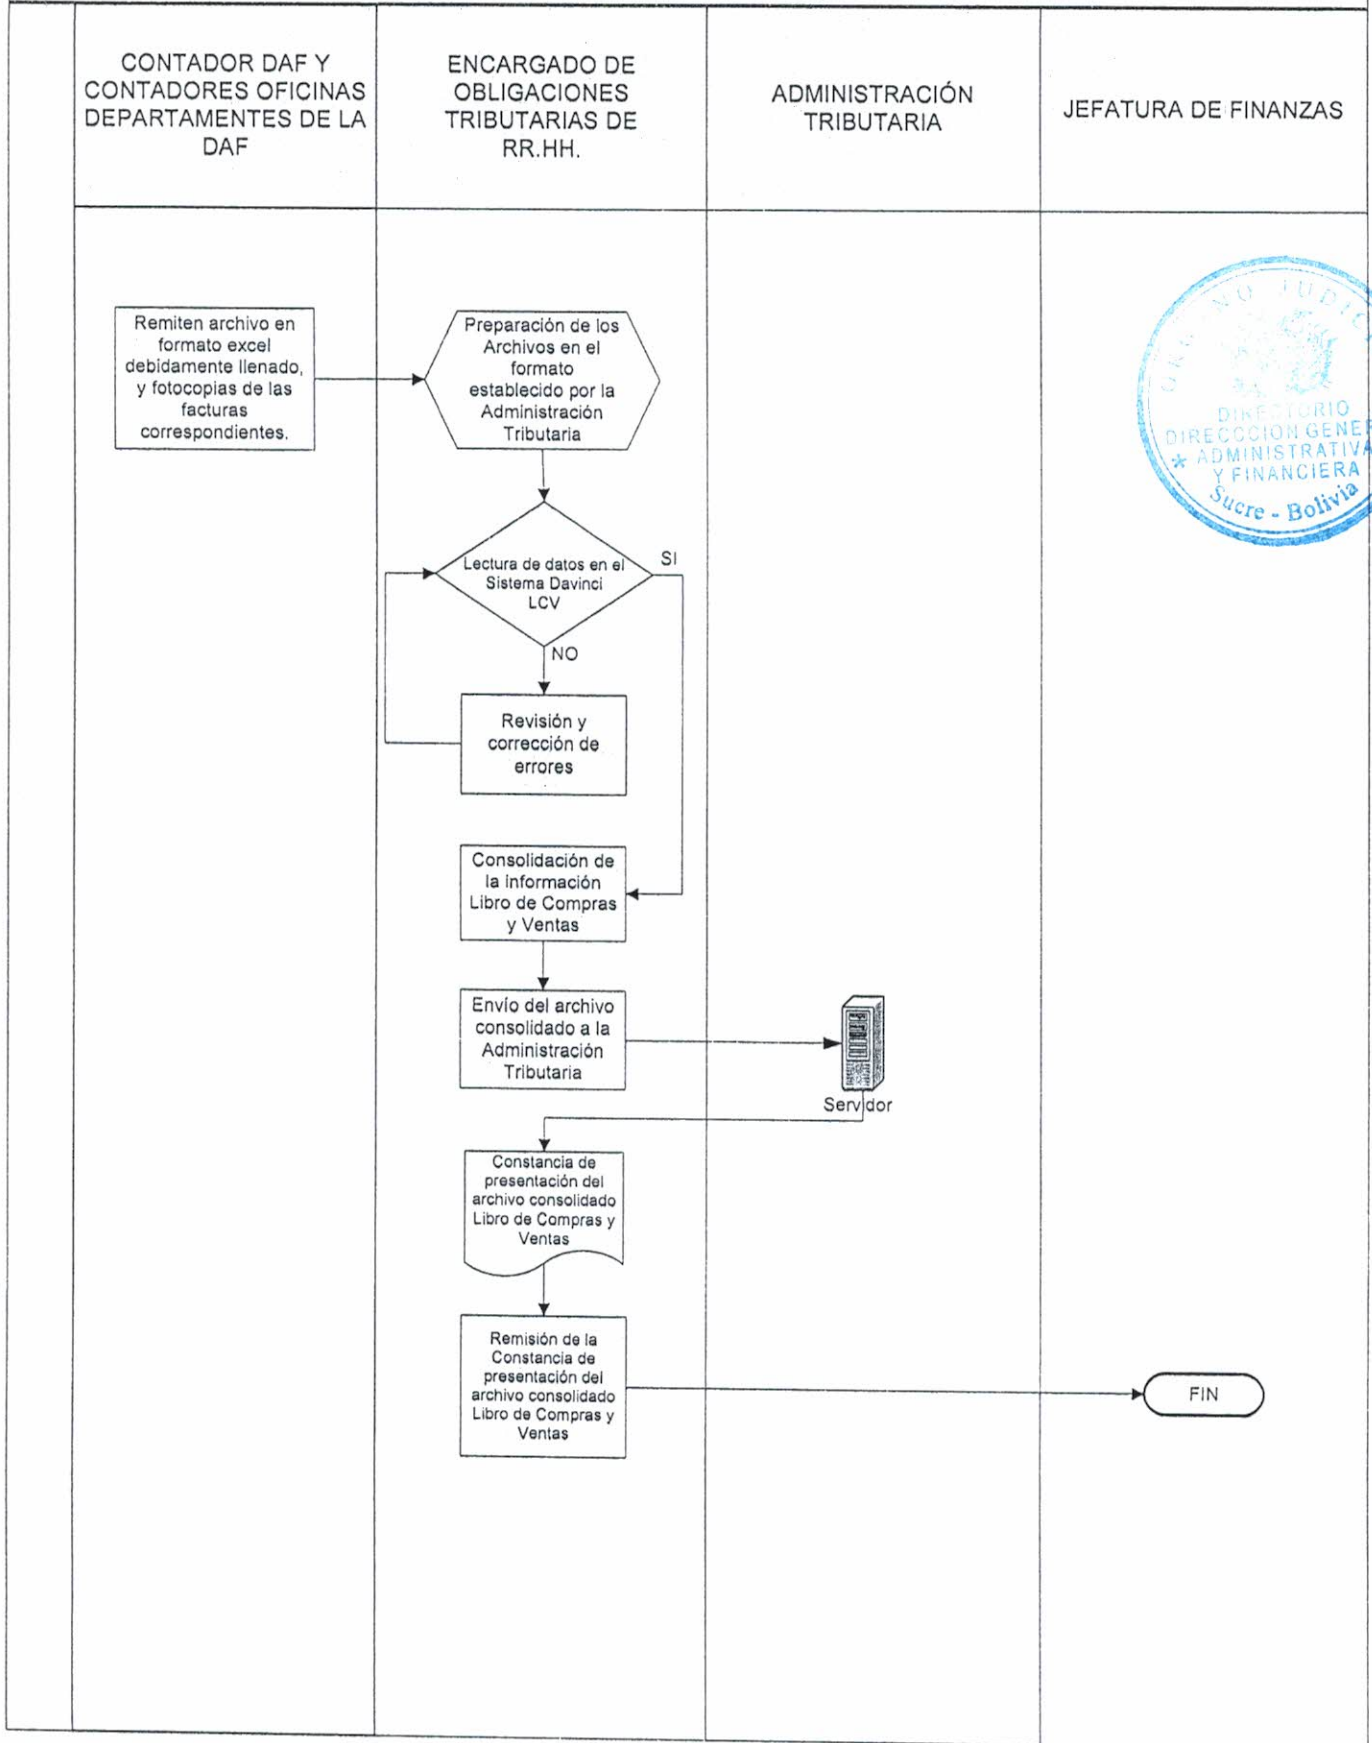 CONTADOR DAF Y
CONTADORES OFICINAS
DEPARTAMENTES DE LA
DAF
ENCARGADO DE
OBLIGACIONES
TRIBUTARIAS DE
RR.HH.
ADMINISTRACIÓN
TRIBUTARIA
JEFATURA DE FINANZAS
Remiten archivo en
formato excel
debidamente llenado,
y fotocopias de las
facturas
correspondientes.
Preparación de los
Archivos en el
formato
establecido por la
Administración
Tributaria
DIRECTORIO
DIRECCCION GENE
* ADMINISTRATIVA
Y FINANCIERA
Sucre - Bolivia
Lectura de datos en el
Sistema Davinci
LCV
SI
NO
Revisión y
corrección de
errores
Consolidación de
la información
Libro de Compras
y Ventas
Envío del archivo
consolidado a la
Administración
Tributaria
Servidor
Constancia de
presentación del
archivo consolidado
Libro de Compras y
Ventas
Remisión de la
Constancia de
presentación del
archivo consolidado
Libro de Compras y
Ventas
FIN